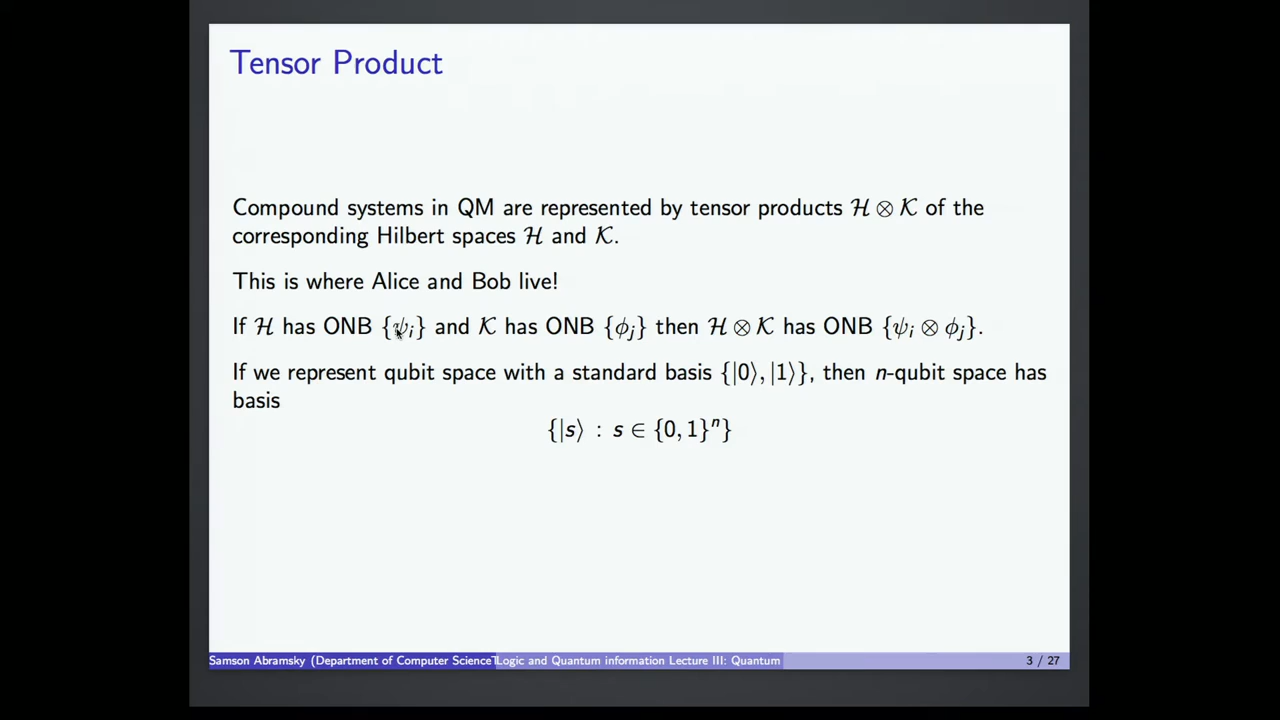 Tensor Product
Compound systems in QM are represented by tensor products ℋ ⊗ 𝒦 of the
corresponding Hilbert spaces ℋ and 𝒦.
This is where Alice and Bob live!
If ℋ has ONB {ψᵢ} and 𝒦 has ONB {ϕⱼ} then ℋ ⊗ 𝒦 has ONB {ψᵢ ⊗ ϕⱼ}.
If we represent qubit space with a standard basis {|0⟩, |1⟩}, then n-qubit space has
basis
{|s⟩ : s ∈ {0, 1}ⁿ}
Samson Abramsky (Department of Computer Science Logic and Quantum information Lecture III: Quantum 3 / 27